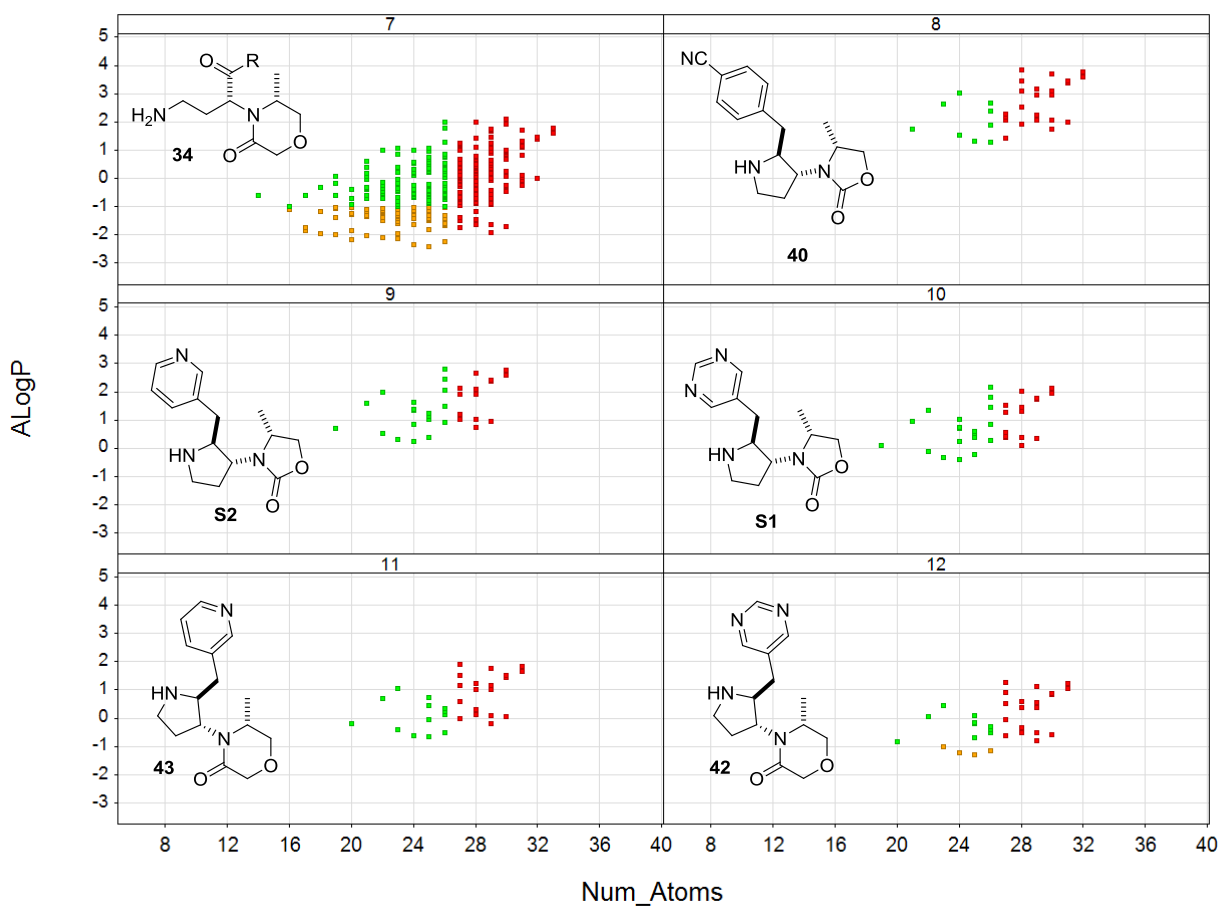 7
8
5
4
3
2
1
0
-1
-2
-3
O
R
H2N
N
O
O
34
NC
HN
N
O
O
40
9
10
5
4
3
2
1
0
-1
-2
-3
N
HN
N
O
O
S2
N
N
HN
N
O
O
S1
11
12
5
4
3
2
1
0
-1
-2
-3
N
HN
N
O
O
43
N
N
HN
N
O
O
42
8 12 16 20 24 28 32 36 40 8 12 16 20 24 28 32 36 40
ALogP
Num_Atoms